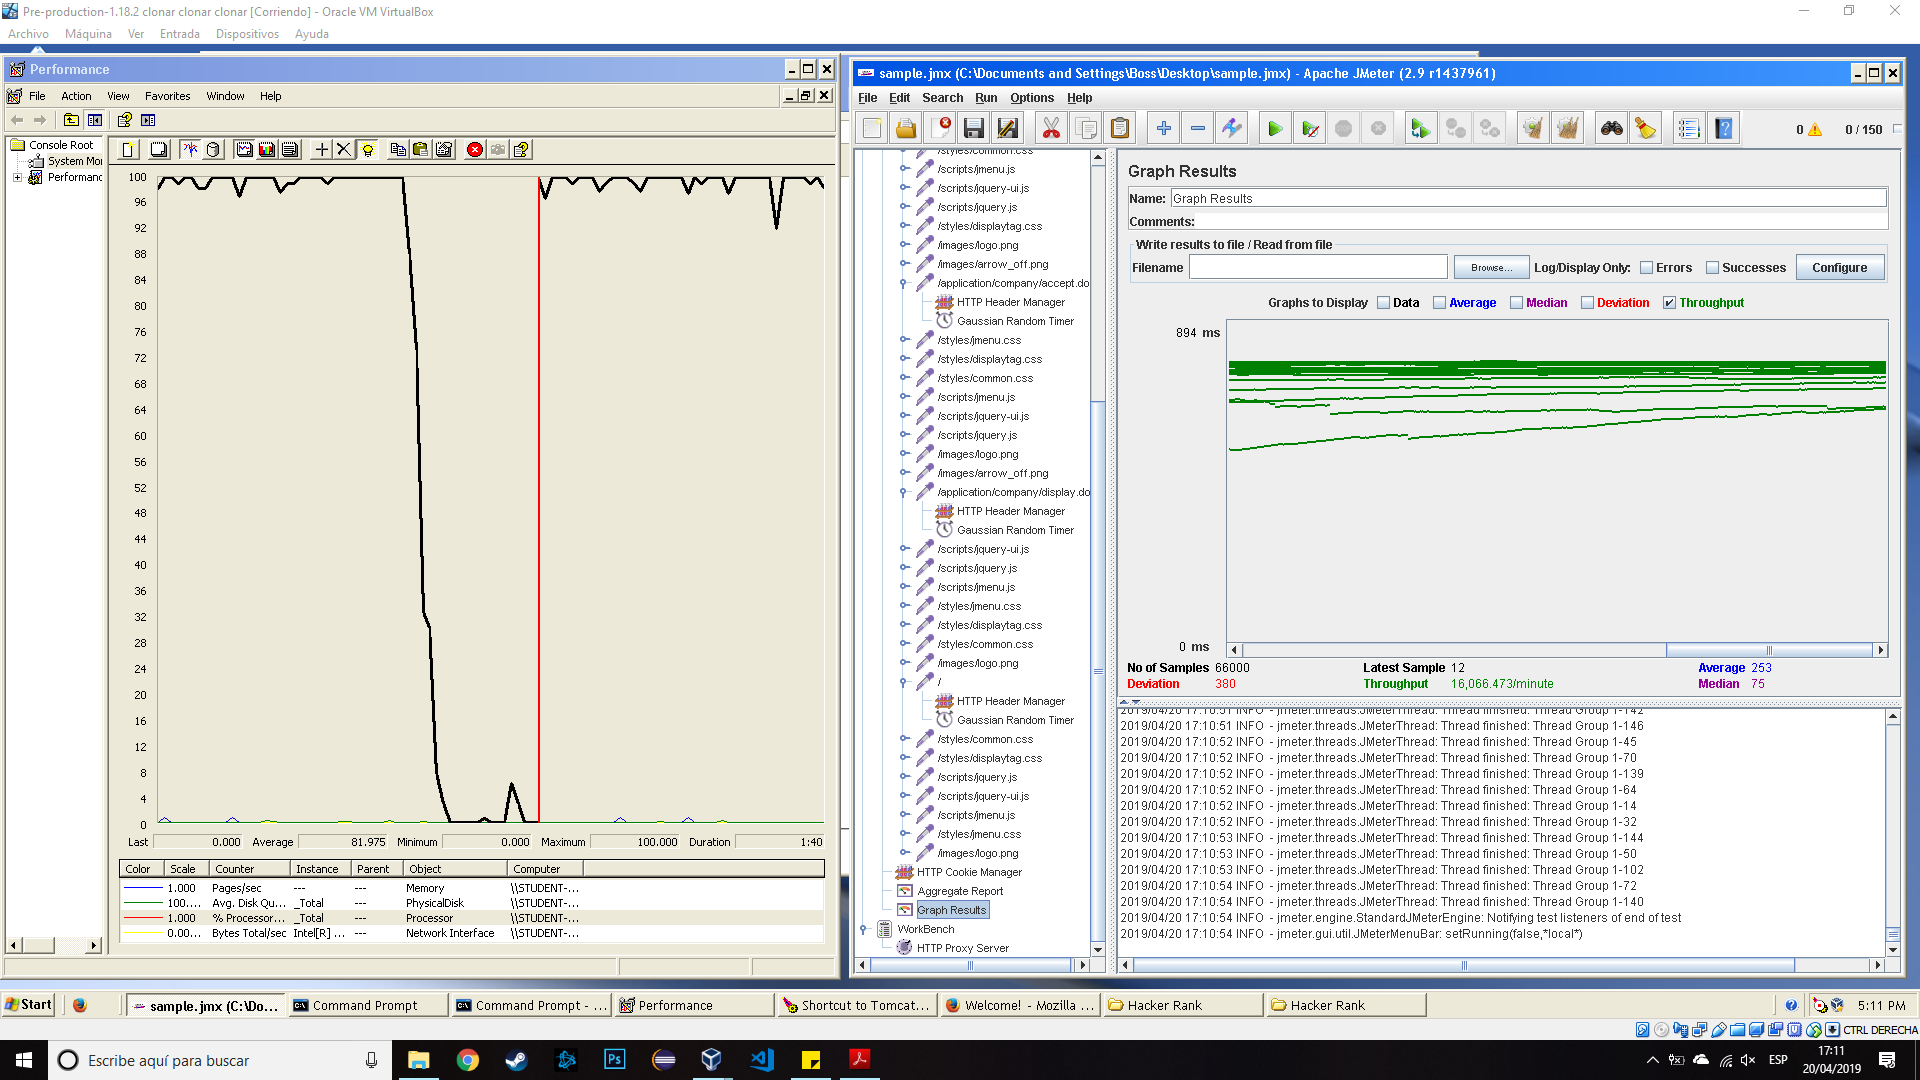 Pre-production-1.18.2 clonar clonar clonar [Corriendo] - Oracle VM VirtualBox
Archivo Máquina Ver Entrada Dispositivos Ayuda
Performance
File Action View Favorites Window Help
Console Root
System Mo
Performanc
100
96
92
88
84
80
76
72
68
64
60
56
52
48
44
40
36
32
28
24
20
16
12
8
4
0
Last 0.000 Average 81.975 Minimum 0.000 Maximum 100.000 Duration 1:40
Color Scale Counter Instance Parent Object Computer
1.000 Pages/sec --- --- Memory \\STUDENT-...
100.... Avg. Disk Qu... _Total --- PhysicalDisk \\STUDENT-...
1.000 % Processor... _Total --- Processor \\STUDENT-...
0.00... Bytes Total/sec Intel[R] ... --- Network Interface \\STUDENT-...
sample.jmx (C:\Documents and Settings\Boss\Desktop\sample.jmx) - Apache JMeter (2.9 r1437961)
File Edit Search Run Options Help
0 0 / 150
/styles/common.css
/scripts/jmenu.js
/scripts/jquery-ui.js
/scripts/jquery.js
/styles/displaytag.css
/images/logo.png
/images/arrow_off.png
/application/company/accept.do
HTTP Header Manager
Gaussian Random Timer
/styles/jmenu.css
/styles/displaytag.css
/styles/common.css
/scripts/jmenu.js
/scripts/jquery-ui.js
/scripts/jquery.js
/images/logo.png
/images/arrow_off.png
/application/company/display.do
HTTP Header Manager
Gaussian Random Timer
/scripts/jquery-ui.js
/scripts/jquery.js
/scripts/jmenu.js
/styles/jmenu.css
/styles/displaytag.css
/styles/common.css
/images/logo.png
/
HTTP Header Manager
Gaussian Random Timer
/styles/common.css
/styles/displaytag.css
/scripts/jquery.js
/scripts/jquery-ui.js
/scripts/jmenu.js
/styles/jmenu.css
/images/logo.png
HTTP Cookie Manager
Aggregate Report
Graph Results
WorkBench
HTTP Proxy Server
Graph Results
Name: Graph Results
Comments:
Write results to file / Read from file
Filename Browse... Log/Display Only: Errors Successes Configure
Graphs to Display Data Average Median Deviation Throughput
894 ms
0 ms
No of Samples 66000 Latest Sample 12 Average 253
Deviation 380 Throughput 16,066.473/minute Median 75
2019/04/20 17:10:51 INFO - jmeter.threads.JMeterThread: Thread finished: Thread Group 1-142
2019/04/20 17:10:51 INFO - jmeter.threads.JMeterThread: Thread finished: Thread Group 1-146
2019/04/20 17:10:52 INFO - jmeter.threads.JMeterThread: Thread finished: Thread Group 1-45
2019/04/20 17:10:52 INFO - jmeter.threads.JMeterThread: Thread finished: Thread Group 1-70
2019/04/20 17:10:52 INFO - jmeter.threads.JMeterThread: Thread finished: Thread Group 1-139
2019/04/20 17:10:52 INFO - jmeter.threads.JMeterThread: Thread finished: Thread Group 1-64
2019/04/20 17:10:52 INFO - jmeter.threads.JMeterThread: Thread finished: Thread Group 1-14
2019/04/20 17:10:52 INFO - jmeter.threads.JMeterThread: Thread finished: Thread Group 1-32
2019/04/20 17:10:53 INFO - jmeter.threads.JMeterThread: Thread finished: Thread Group 1-144
2019/04/20 17:10:53 INFO - jmeter.threads.JMeterThread: Thread finished: Thread Group 1-50
2019/04/20 17:10:53 INFO - jmeter.threads.JMeterThread: Thread finished: Thread Group 1-102
2019/04/20 17:10:54 INFO - jmeter.threads.JMeterThread: Thread finished: Thread Group 1-72
2019/04/20 17:10:54 INFO - jmeter.threads.JMeterThread: Thread finished: Thread Group 1-140
2019/04/20 17:10:54 INFO - jmeter.engine.StandardJMeterEngine: Notifying test listeners of end of test
2019/04/20 17:10:54 INFO - jmeter.gui.util.JMeterMenuBar: setRunning(false,*local*)
Start sample.jmx (C:\Do... Command Prompt Command Prompt - ... Performance Shortcut to Tomcat... Welcome! - Mozilla ... Hacker Rank Hacker Rank 5:11 PM
CTRL DERECHA
Escribe aquí para buscar
Ps
ESP
17:11
20/04/2019